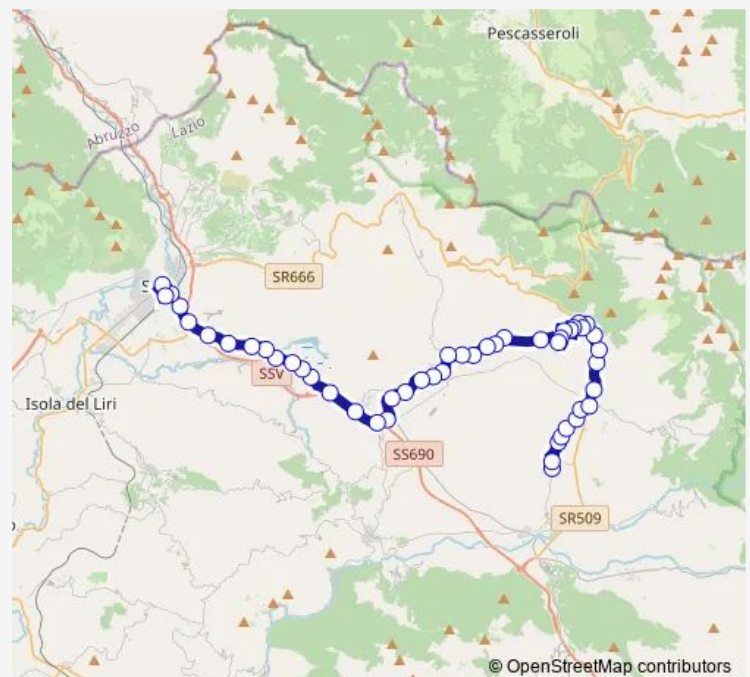 Pescasseroli
Abruzzo
Lazio
SR666
S
SSV
Isola del Liri
SS690
SR509
© OpenStreetMap contributors